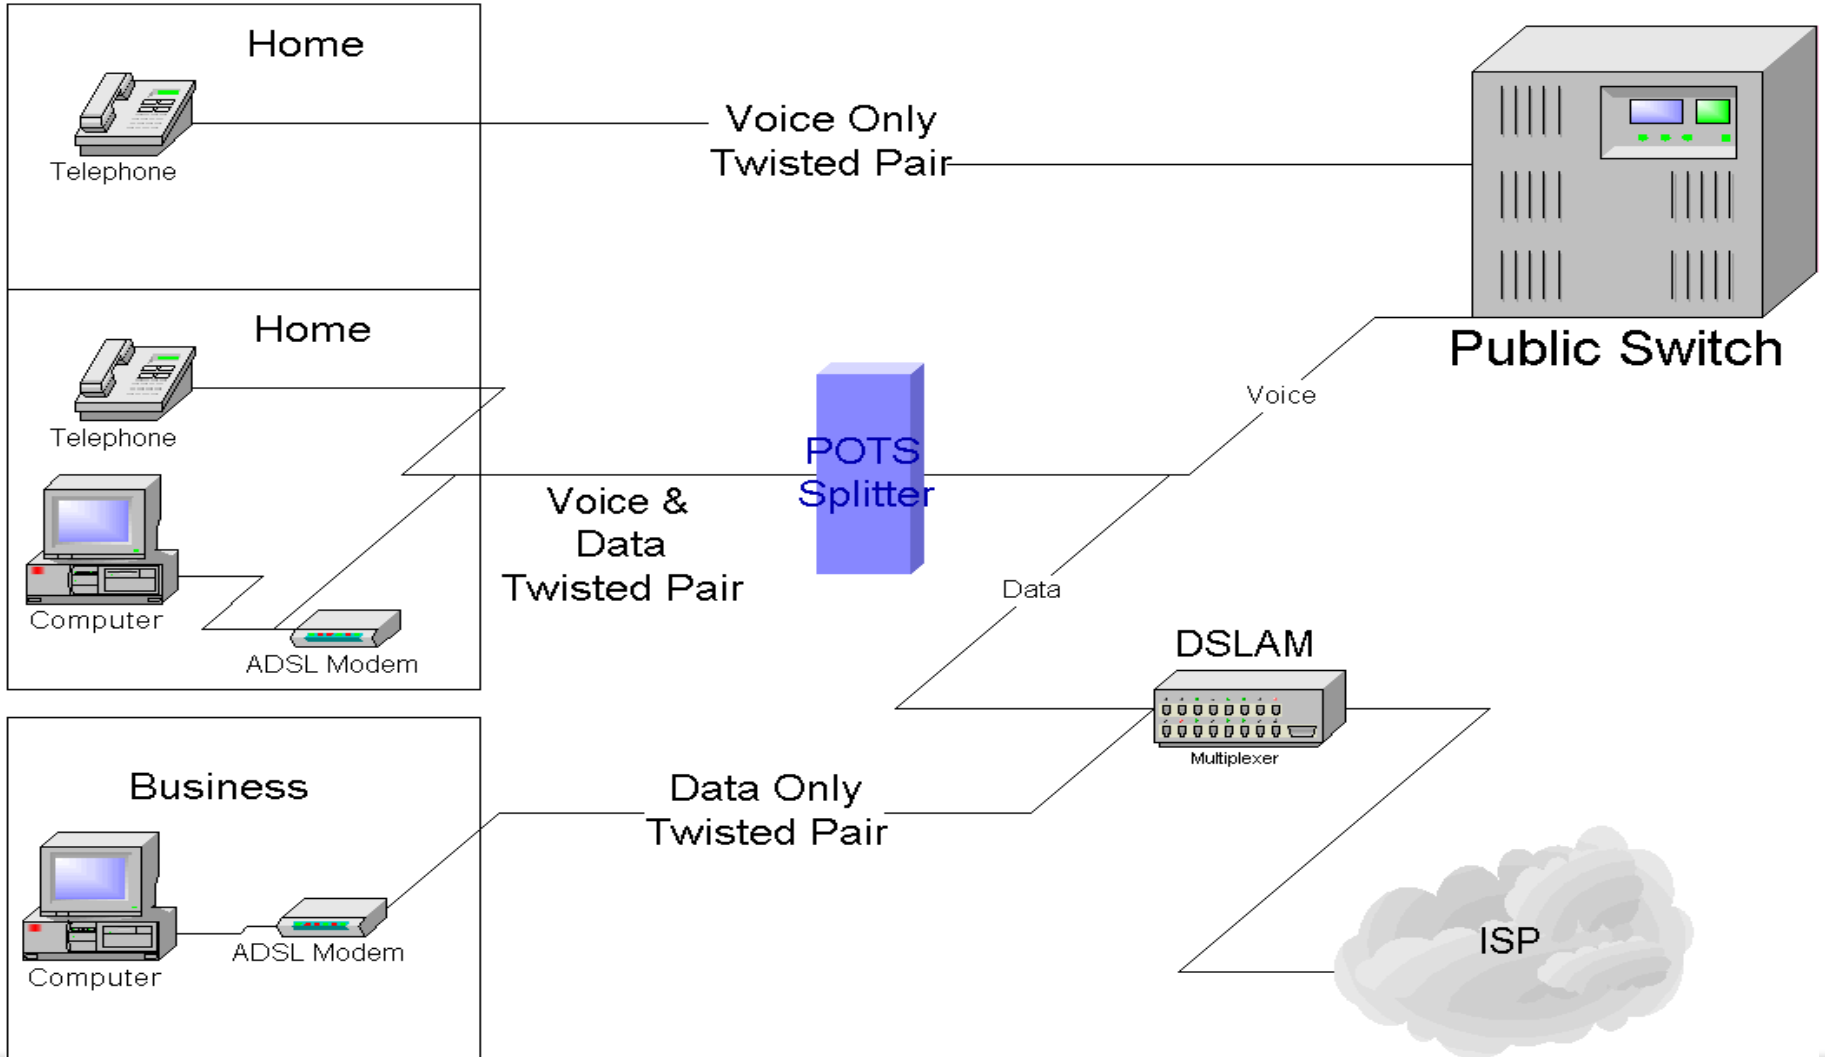 Home
Telephone
Voice Only
Twisted Pair
Public Switch
Home
Telephone
Computer
ADSL Modem
Voice &
Data
Twisted Pair
POTS
Splitter
Voice
Data
DSLAM
Multiplexer
Business
Computer
ADSL Modem
Data Only
Twisted Pair
ISP